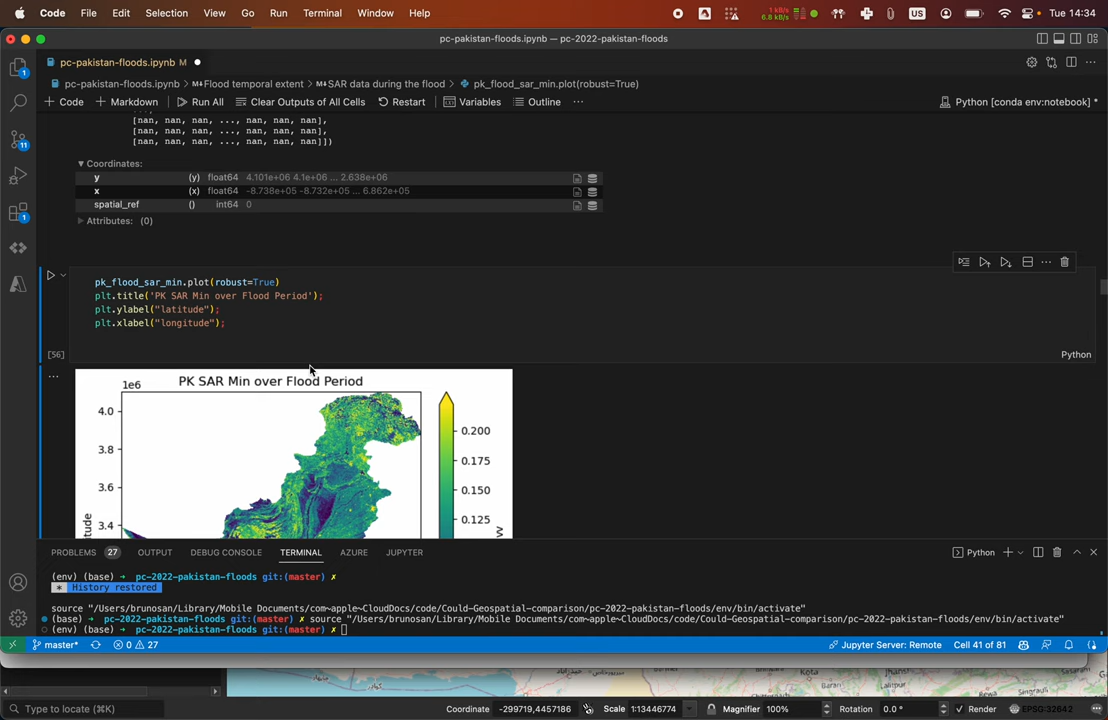 Code File Edit Selection View Go Run Terminal Window Help
1 kB/s
6.8 kB/s
US
Tue 14:34
pc-pakistan-floods.ipynb — pc-2022-pakistan-floods
pc-pakistan-floods.ipynb M
pc-pakistan-floods.ipynb > M↓Flood temporal extent > M↓SAR data during the flood > pk_flood_sar_min.plot(robust=True)
+ Code + Markdown Run All Clear Outputs of All Cells Restart Variables Outline ···
Python [conda env:notebook] *
[nan, nan, nan, ..., nan, nan, nan],
[nan, nan, nan, ..., nan, nan, nan],
[nan, nan, nan, ..., nan, nan, nan]])
▼ Coordinates:
y (y) float64 4.101e+06 4.1e+06 ... 2.638e+06
x (x) float64 -8.738e+05 -8.732e+05 ... 6.862e+05
spatial_ref () int64 0
Attributes: (0)
pk_flood_sar_min.plot(robust=True)
plt.title('PK SAR Min over Flood Period');
plt.ylabel("latitude");
plt.xlabel("longitude");
[56]
Python
PK SAR Min over Flood Period
1e6
4.0
3.8
3.6
3.4
0.200
0.175
0.150
0.125
PROBLEMS 27 OUTPUT DEBUG CONSOLE TERMINAL AZURE JUPYTER
Python
(env) (base) → pc-2022-pakistan-floods git:(master) ✗
* History restored
source "/Users/brunosan/Library/Mobile Documents/com~apple~CloudDocs/code/Could-Geospatial-comparison/pc-2022-pakistan-floods/env/bin/activate"
(base) → pc-2022-pakistan-floods git:(master) ✗ source "/Users/brunosan/Library/Mobile Documents/com~apple~CloudDocs/code/Could-Geospatial-comparison/pc-2022-pakistan-floods/env/bin/activate"
(env) (base) → pc-2022-pakistan-floods git:(master) ✗
master* 0 27 Jupyter Server: Remote Cell 41 of 81
Type to locate (⌘K) Coordinate -299719,4457186 Scale 1:13446774 Magnifier 100% Rotation 0.0 ° Render EPSG:32642